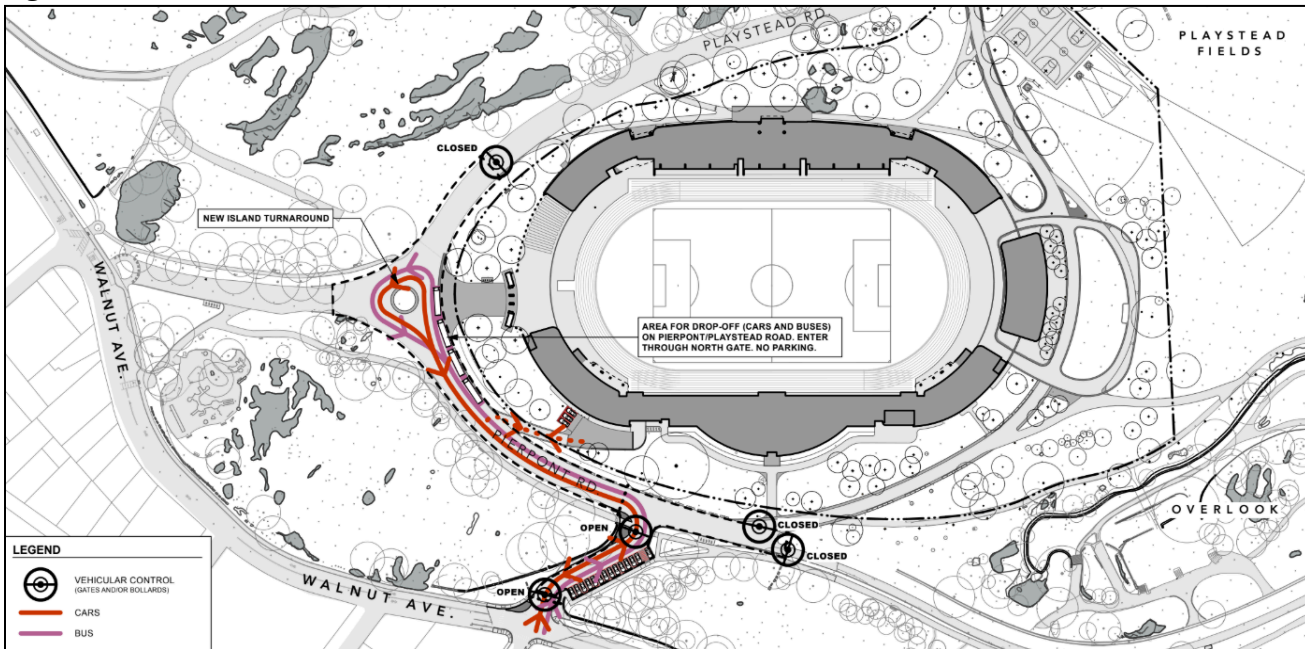 PLAYSTEAD RD
PLAYSTEAD
FIELDS
CLOSED
NEW ISLAND TURNAROUND
WALNUT AVE.
AREA FOR DROP-OFF (CARS AND BUSES)
ON PIERPONT/PLAYSTEAD ROAD. ENTER
THROUGH NORTH GATE. NO PARKING.
PIERPONT RD
OVERLOOK
OPEN
CLOSED
CLOSED
OPEN
WALNUT AVE.
LEGEND
VEHICULAR CONTROL
(GATES AND/OR BOLLARDS)
CARS
BUS